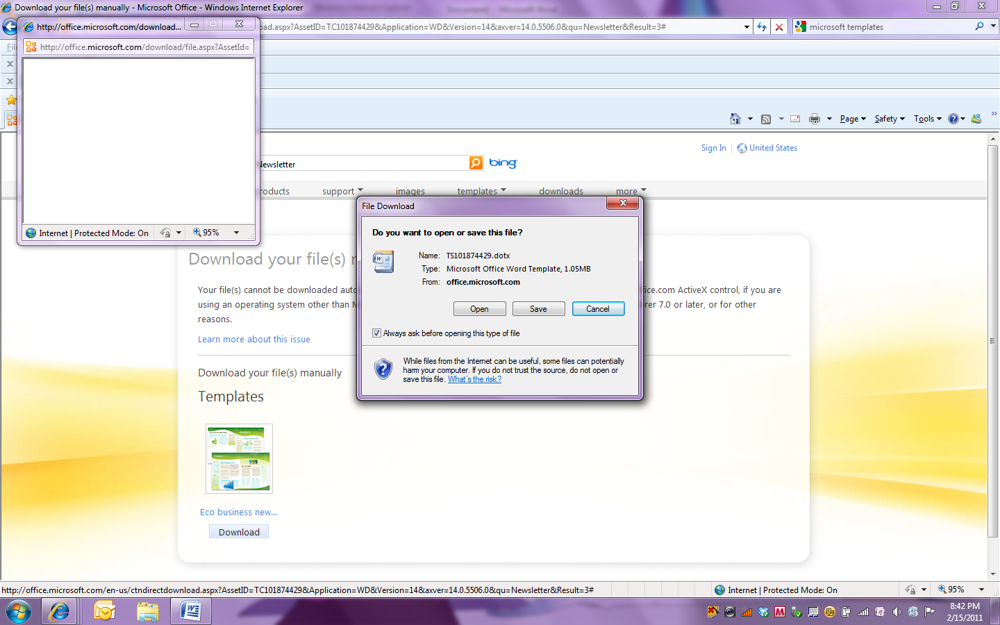 Download your file(s) manually - Microsoft Office - Windows Internet Explorer
http://office.microsoft.com/download...
load.aspx?AssetID=TC101874429&Application=WD&Version=14&axver=14.0.5506.0&qu=Newsletter&Result=3#
microsoft templates
http://office.microsoft.com/download/file.aspx?AssetId=
Page
Safety
Tools
Sign In | United States
Newsletter
bing
roducts
support
images
templates
downloads
more
Internet | Protected Mode: On
95%
File Download
Do you want to open or save this file?
Name: TS101874429.dotx
Type: Microsoft Office Word Template, 1.05MB
From: office.microsoft.com
Open
Save
Cancel
Always ask before opening this type of file
While files from the Internet can be useful, some files can potentially
harm your computer. If you do not trust the source, do not open or
save this file. What's the risk?
Download your file(s)
Your file(s) cannot be downloaded auto
ice.com ActiveX control, if you are
using an operating system other than
rer 7.0 or later, or for other
reasons.
Learn more about this issue
Download your file(s) manually
Templates
Eco business new...
Download
http://office.microsoft.com/en-us/ctndirectdownload.aspx?AssetID=TC101874429&Application=WD&Version=14&axver=14.0.5506.0&qu=Newsletter&Result=3#
Internet | Protected Mode: On
95%
8:42 PM
2/15/2011